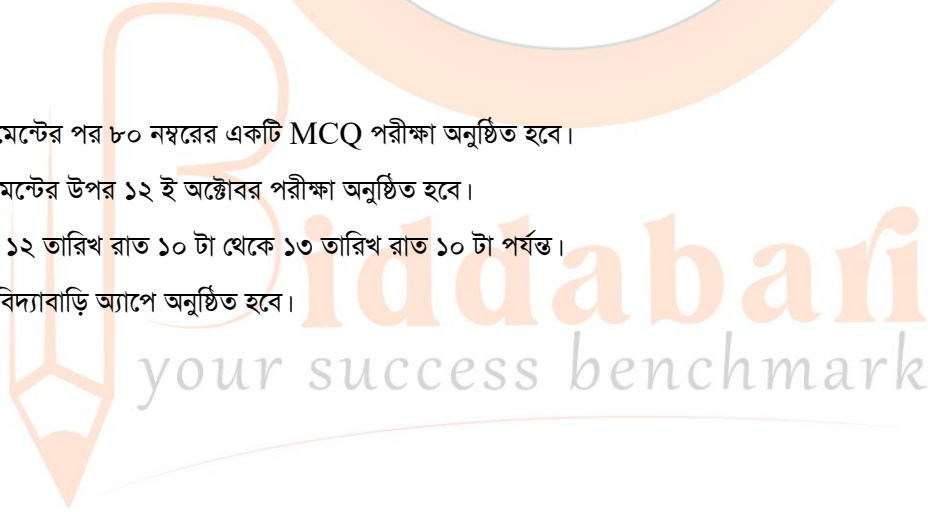 মেন্টের পর ৮০ নম্বরের একটি MCQ পরীক্ষা অনুষ্ঠিত হবে।
মেন্টের উপর ১২ ই অক্টোবর পরীক্ষা অনুষ্ঠিত হবে।
১২ তারিখ রাত ১০ টা থেকে ১৩ তারিখ রাত ১০ টা পর্যন্ত।
বিদ্যাবাড়ি অ্যাপে অনুষ্ঠিত হবে।
Biddabari
your success benchmark